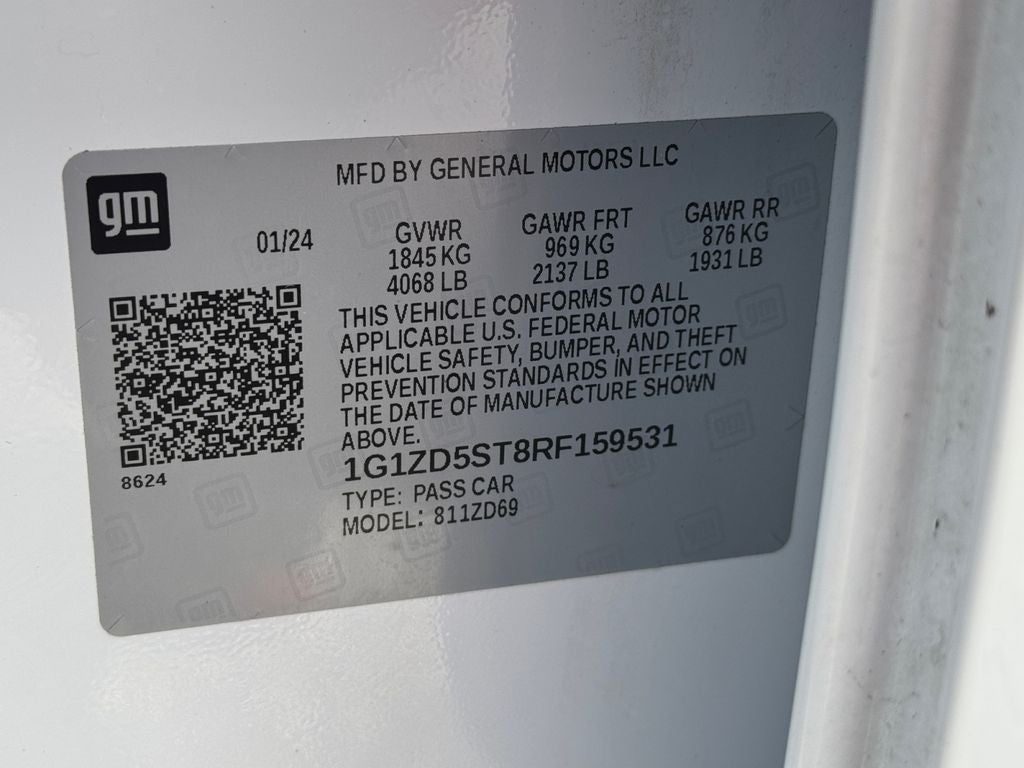 gm
MFD BY GENERAL MOTORS LLC
01/24
GVWR
1845 KG
4068 LB
GAWR FRT
969 KG
2137 LB
GAWR RR
876 KG
1931 LB
THIS VEHICLE CONFORMS TO ALL
APPLICABLE U.S. FEDERAL MOTOR
VEHICLE SAFETY, BUMPER, AND THEFT
PREVENTION STANDARDS IN EFFECT ON
THE DATE OF MANUFACTURE SHOWN
ABOVE.
1G1ZD5ST8RF159531
TYPE: PASS CAR
MODEL: 811ZD69
8624